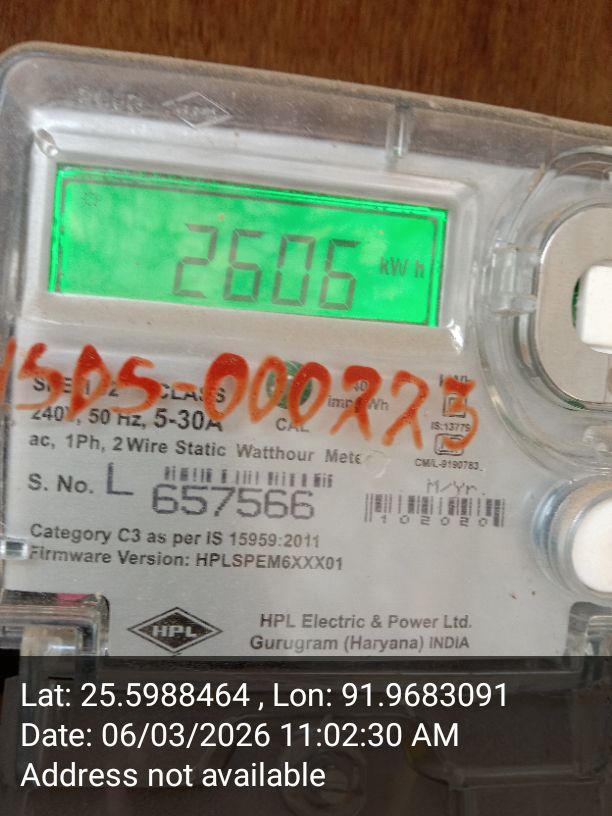 2606 kWh
240V, 50 Hz, 5-30A
CAL
IS:13779
ac, 1Ph, 2 Wire Static Watthour
CM/L-9190783
S. No. L 657566
M/Yr.
102020
Category C3 as per IS 15959:2011
Firmware Version: HPLSPEM6XXX01
HPL
HPL Electric & Power Ltd.
Gurugram (Haryana) INDIA
Lat: 25.5988464 , Lon: 91.9683091
Date: 06/03/2026 11:02:30 AM
Address not available